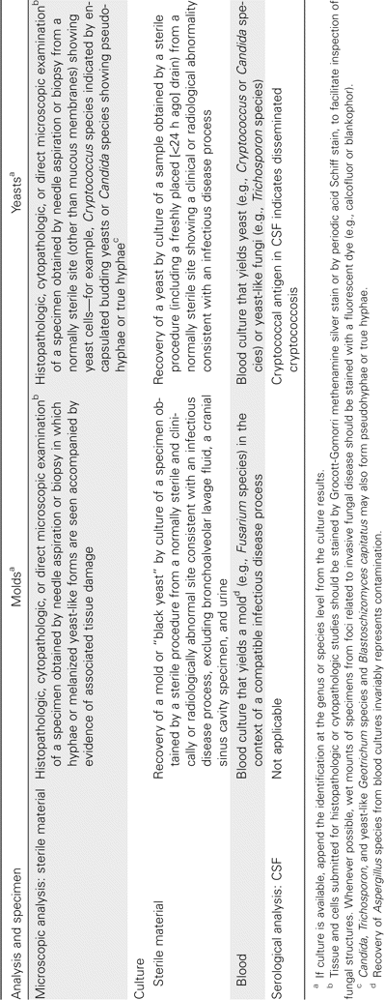 Analysis and specimen Molds^a Yeasts^a
Microscopic analysis: sterile material
Histopathologic, cytopathologic, or direct microscopic examination^b
of a specimen obtained by needle aspiration or biopsy in which
hyphae or melanized yeast-like forms are seen accompanied by
evidence of associated tissue damage
Histopathologic, cytopathologic, or direct microscopic examination^b
of a specimen obtained by needle aspiration or biopsy from a
normally sterile site (other than mucous membranes) showing
yeast cells—for example, Cryptococcus species indicated by en-
capsulated budding yeasts or Candida species showing pseudo-
hyphae or true hyphae^c
Culture
Sterile material
Recovery of a mold or “black yeast” by culture of a specimen ob-
tained by a sterile procedure from a normally sterile and clini-
cally or radiologically abnormal site consistent with an infectious
disease process, excluding bronchoalveolar lavage fluid, a cranial
sinus cavity specimen, and urine
Recovery of a yeast by culture of a sample obtained by a sterile
procedure (including a freshly placed [<24 h ago] drain) from a
normally sterile site showing a clinical or radiological abnormality
consistent with an infectious disease process
Blood
Blood culture that yields a mold^d (e.g., Fusarium species) in the
context of a compatible infectious disease process
Blood culture that yields yeast (e.g., Cryptococcus or Candida spe-
cies) or yeast-like fungi (e.g., Trichosporon species)
Serological analysis: CSF
Not applicable
Cryptococcal antigen in CSF indicates disseminated
cryptococcosis
^a If culture is available, append the identification at the genus or species level from the culture results.
^b Tissue and cells submitted for histopathologic or cytopathologic studies should be stained by Grocott-Gomorri methenamine silver stain or by periodic acid Schiff stain, to facilitate inspection of
fungal structures. Whenever possible, wet mounts of specimens from foci related to invasive fungal disease should be stained with a fluorescent dye (e.g., calcofluor or blankophor).
^c Candida, Trichosporon, and yeast-like Geotrichum species and Blastoschizomyces capitatus may also form pseudohyphae or true hyphae.
^d Recovery of Aspergillus species from blood cultures invariably represents contamination.